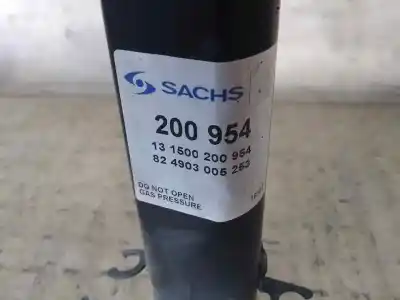 SACHS
200 954
13 1500 200 954
82 4903 005 253
DO NOT OPEN
GAS PRESSURE